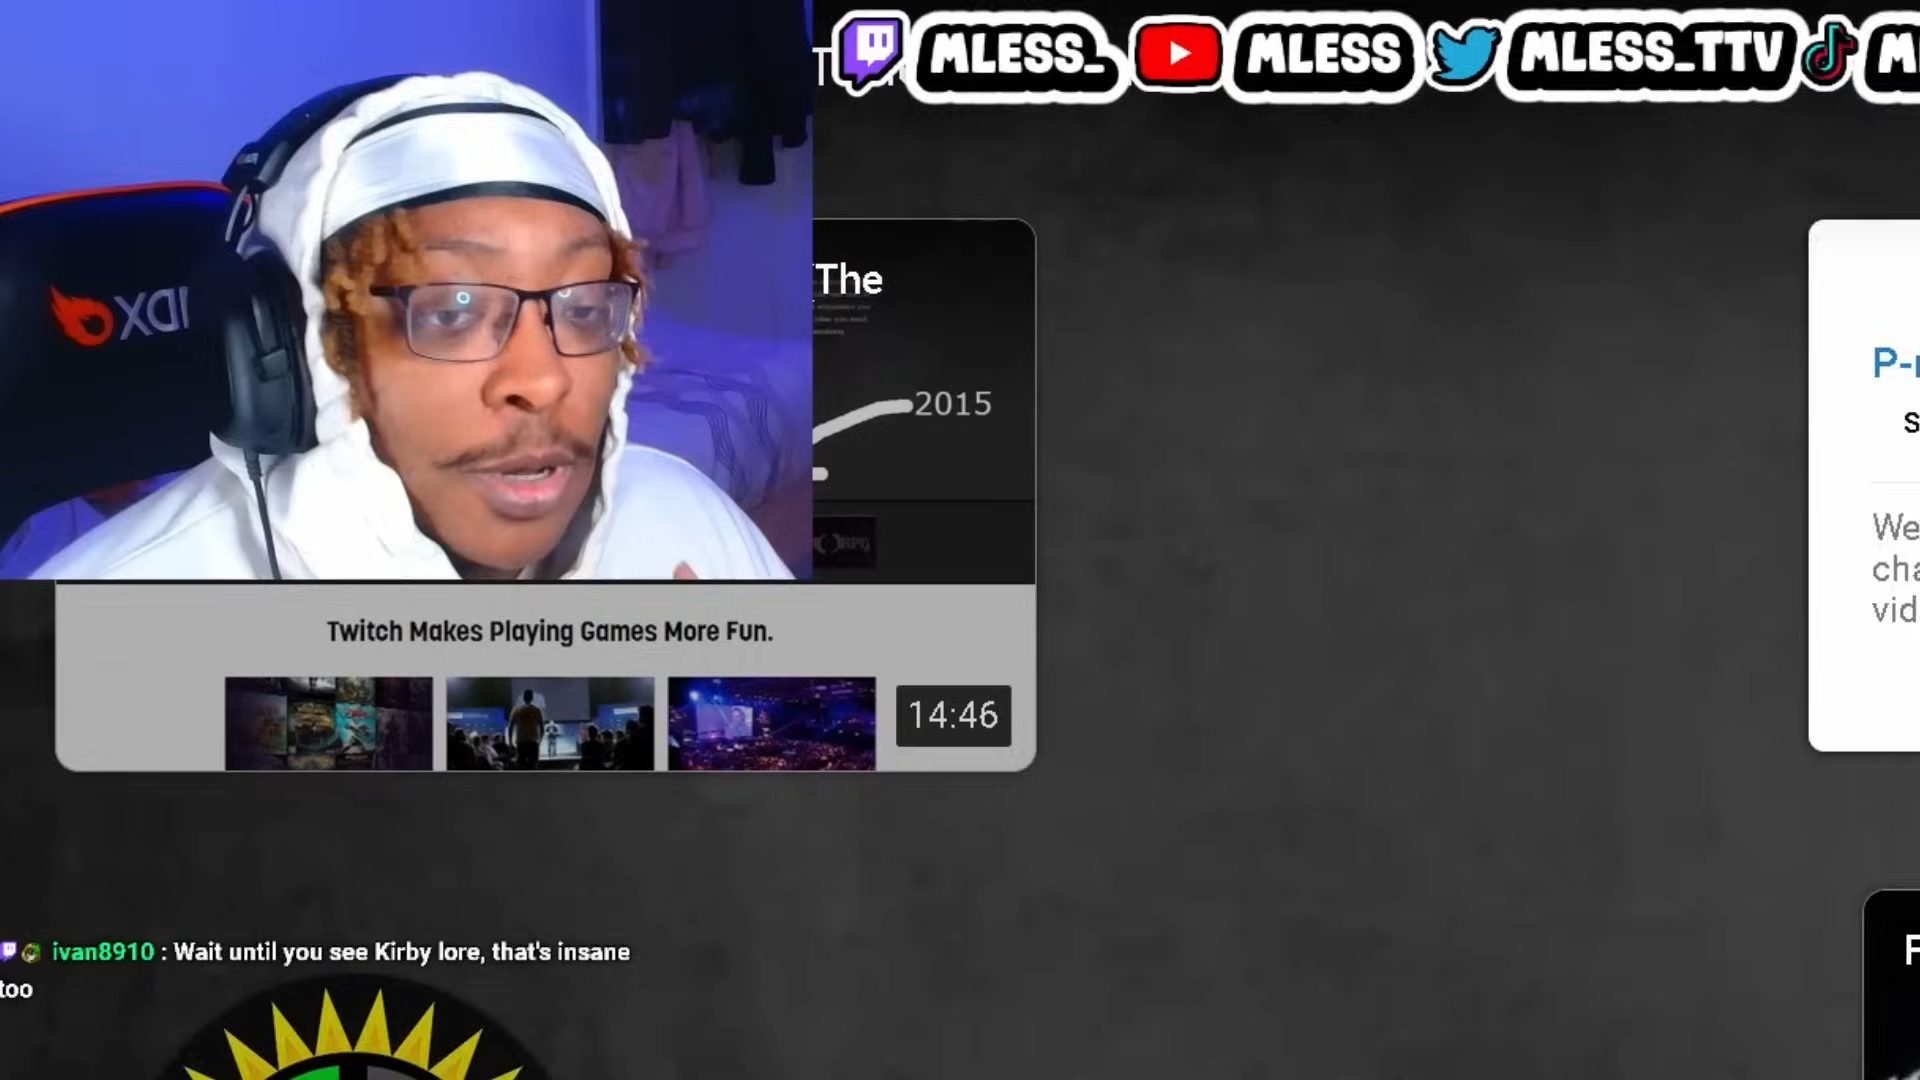 MLESS_ MLESS MLESS_TTV
(The
2015
RPG
P-
s
We
cha
vid
Twitch Makes Playing Games More Fun.
14:46
ivan8910 : Wait until you see Kirby lore, that's insane
too
F